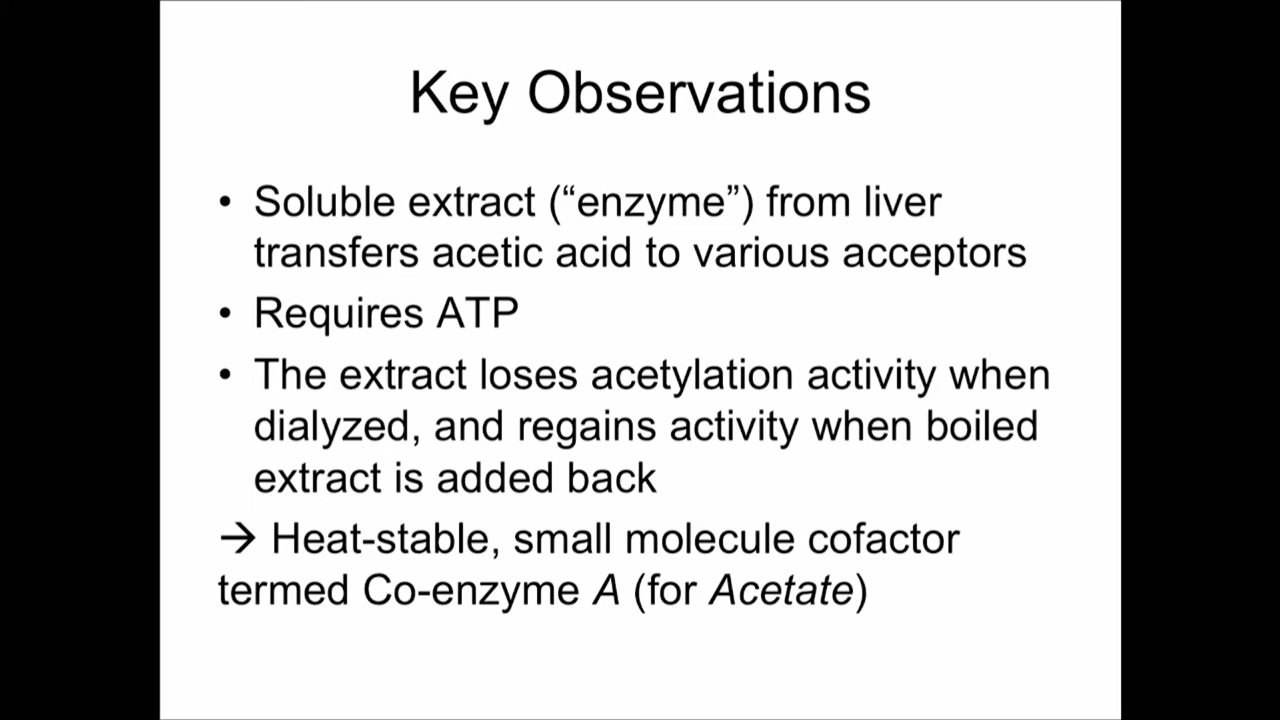 Key Observations
• Soluble extract (“enzyme”) from liver
transfers acetic acid to various acceptors
• Requires ATP
• The extract loses acetylation activity when
dialyzed, and regains activity when boiled
extract is added back
→ Heat-stable, small molecule cofactor
termed Co-enzyme A (for Acetate)